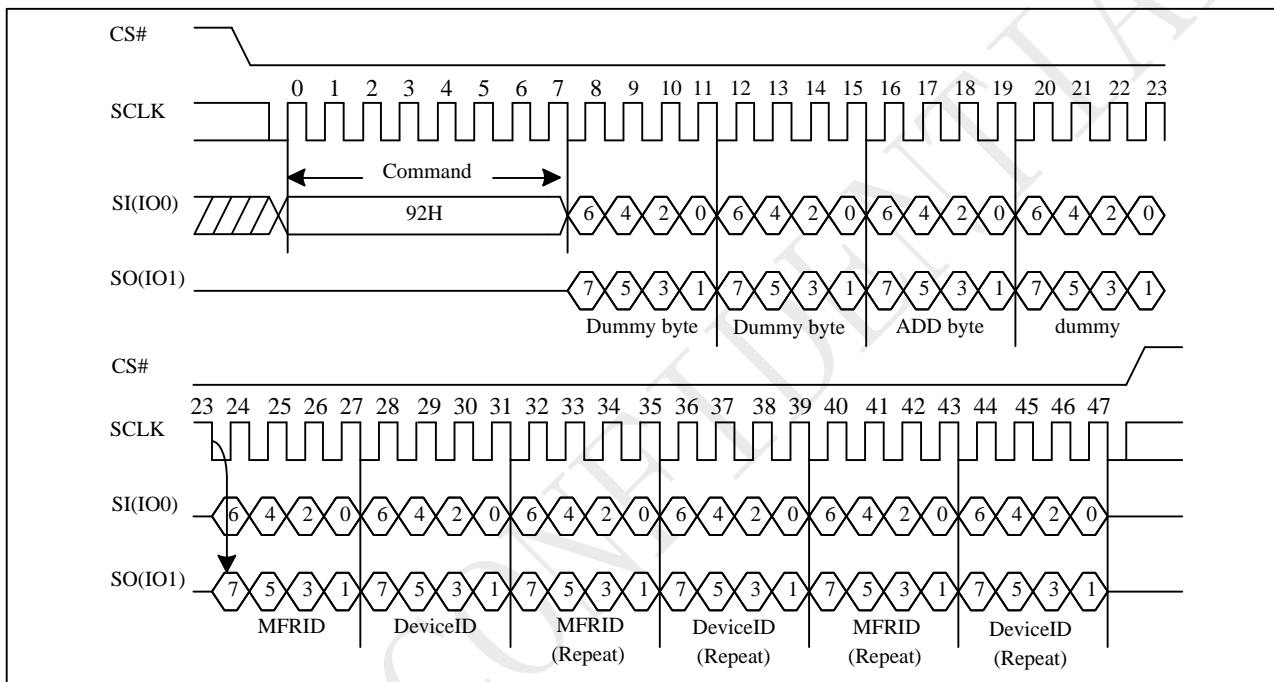 CS#
0 1 2 3 4 5 6 7 8 9 10 11 12 13 14 15 16 17 18 19 20 21 22 23
SCLK
Command
SI(IO0) 92H 6 4 2 0 6 4 2 0 6 4 2 0 6 4 2 0
SO(IO1) 7 5 3 1 7 5 3 1 7 5 3 1 7 5 3 1
Dummy byte Dummy byte ADD byte dummy
CS#
23 24 25 26 27 28 29 30 31 32 33 34 35 36 37 38 39 40 41 42 43 44 45 46 47
SCLK
SI(IO0) 6 4 2 0 6 4 2 0 6 4 2 0 6 4 2 0 6 4 2 0 6 4 2 0
SO(IO1) 7 5 3 1 7 5 3 1 7 5 3 1 7 5 3 1 7 5 3 1 7 5 3 1
MFRID DeviceID MFRID DeviceID MFRID DeviceID
(Repeat) (Repeat) (Repeat) (Repeat)
CONFIDENTIA